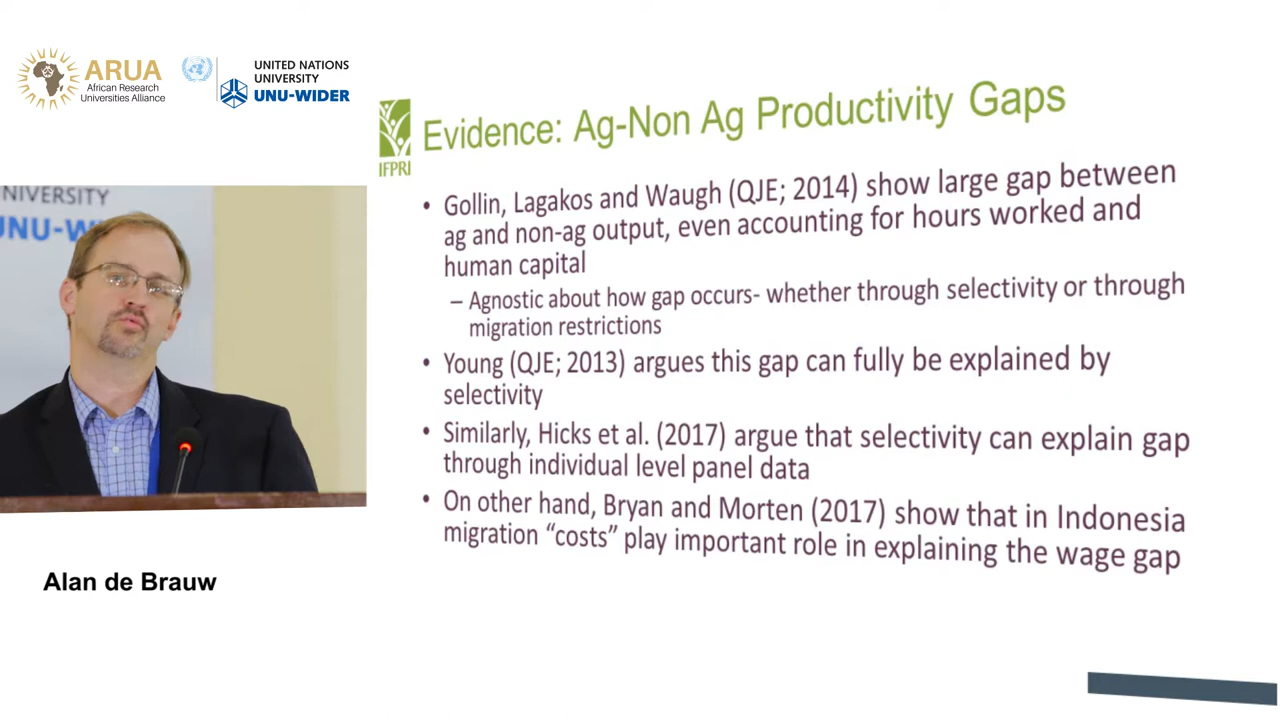 ARUA
African Research
Universities Alliance
UNITED NATIONS
UNIVERSITY
UNU-WIDER
IFPRI
Evidence: Ag-Non Ag Productivity Gaps
• Gollin, Lagakos and Waugh (QJE; 2014) show large gap between
ag and non-ag output, even accounting for hours worked and
human capital
– Agnostic about how gap occurs- whether through selectivity or through
migration restrictions
• Young (QJE; 2013) argues this gap can fully be explained by
selectivity
• Similarly, Hicks et al. (2017) argue that selectivity can explain gap
through individual level panel data
• On other hand, Bryan and Morten (2017) show that in Indonesia
migration “costs” play important role in explaining the wage gap
NIVERSITY
UNU-W
Alan de Brauw